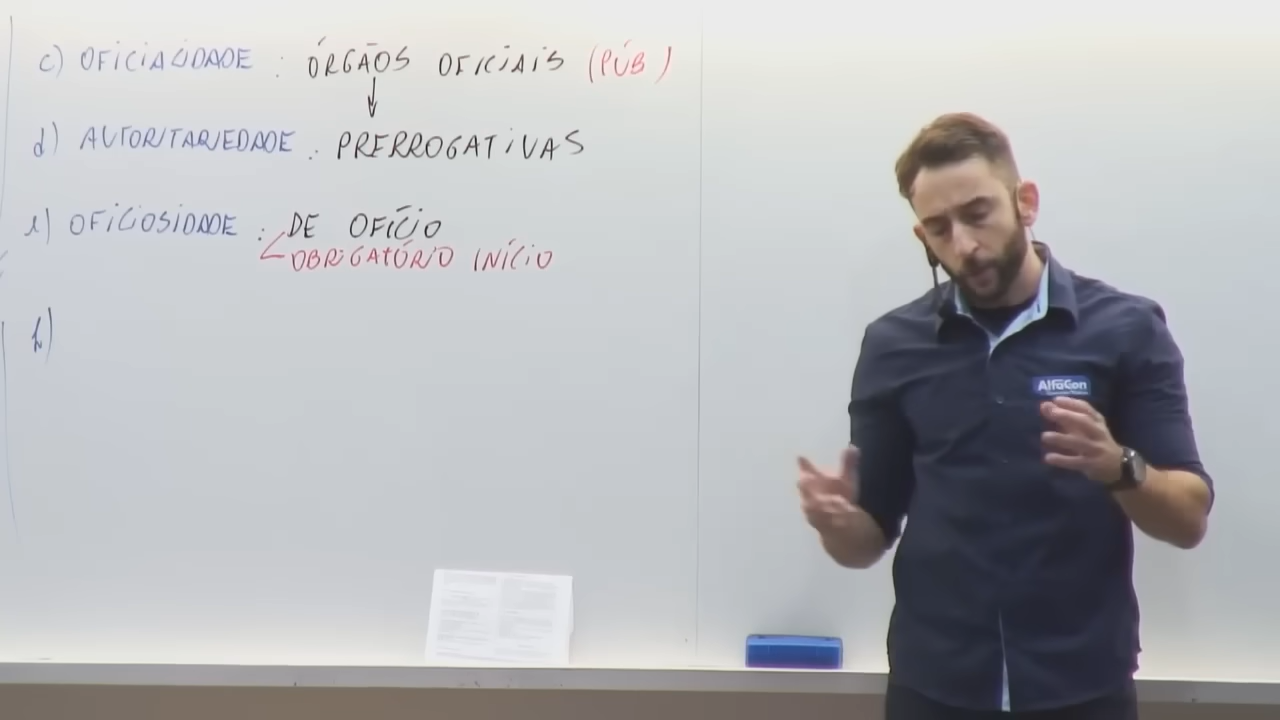 c) OFICIALIDADE : ÓRGÃOS OFICIAIS (PÚB)
d) AUTORITARIEDADE : PRERROGATIVAS
e) OFICIOSIDADE : DE OFÍCIO
OBRIGATÓRIO INÍCIO
f)
AlfaCon